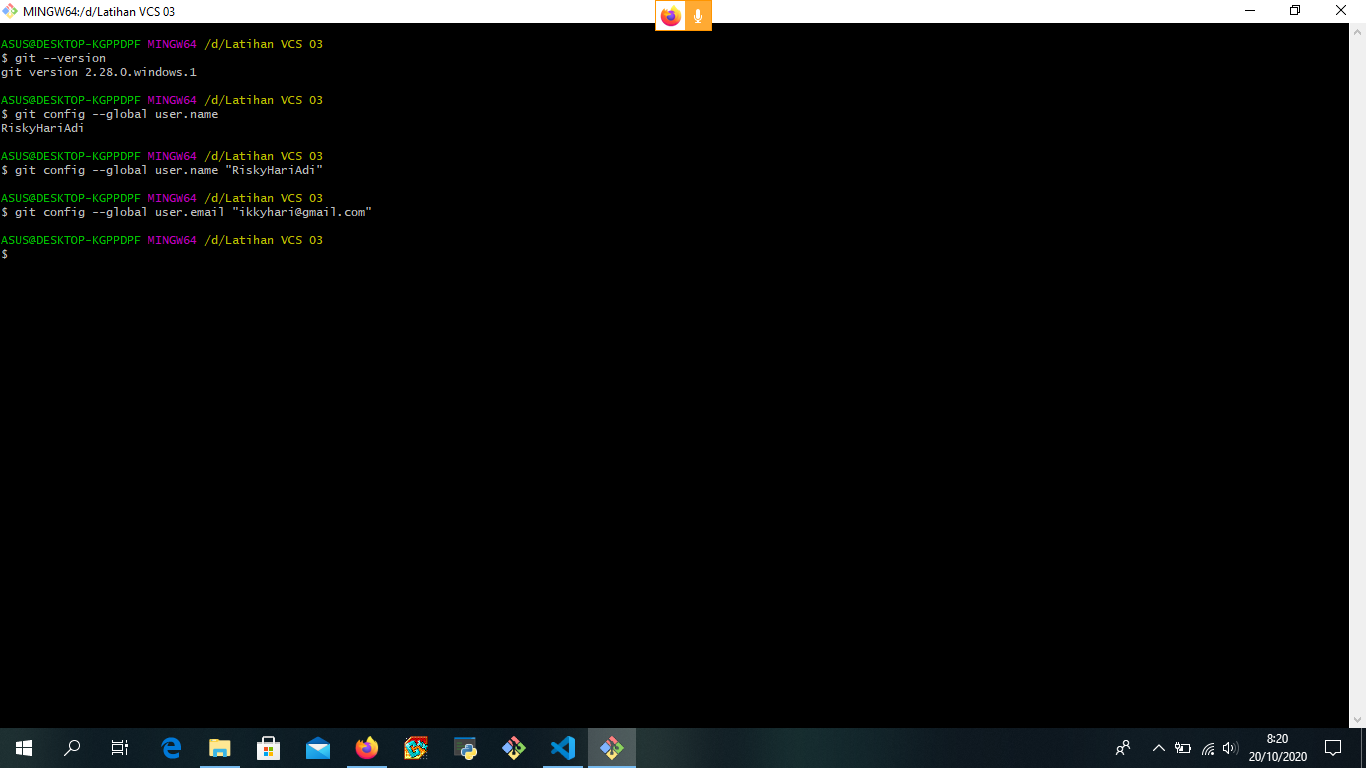 MINGW64:/d/Latihan VCS 03
ASUS@DESKTOP-KGPPDPF MINGW64 /d/Latihan VCS 03
$ git --version
git version 2.28.0.windows.1
ASUS@DESKTOP-KGPPDPF MINGW64 /d/Latihan VCS 03
$ git config --global user.name
RiskyHariAdi
ASUS@DESKTOP-KGPPDPF MINGW64 /d/Latihan VCS 03
$ git config --global user.name "RiskyHariAdi"
ASUS@DESKTOP-KGPPDPF MINGW64 /d/Latihan VCS 03
$ git config --global user.email "ikkyhari@gmail.com"
ASUS@DESKTOP-KGPPDPF MINGW64 /d/Latihan VCS 03
$
8:20
20/10/2020